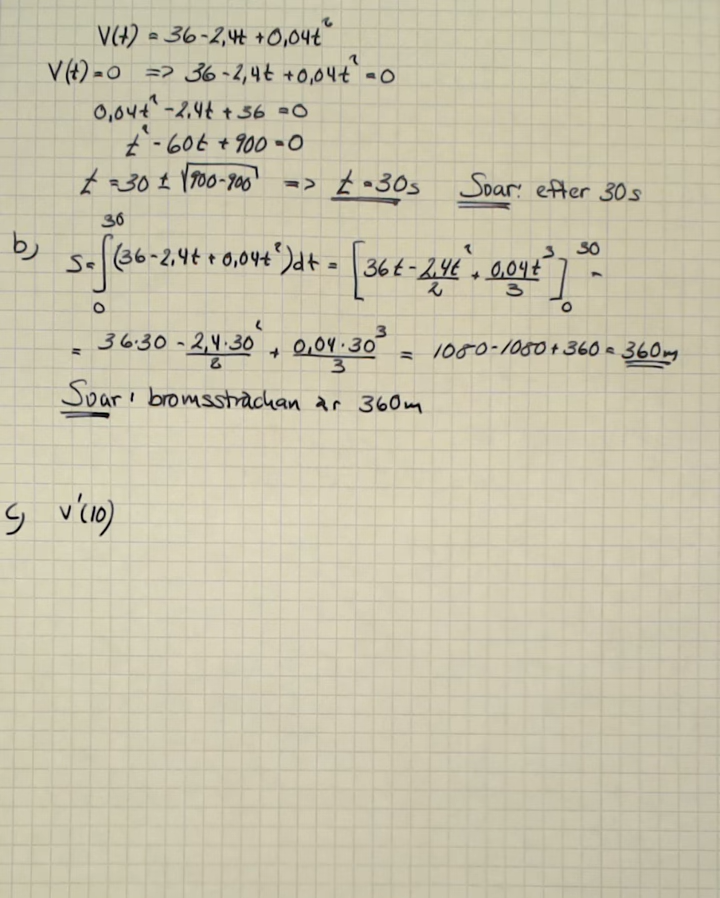 V(t) = 36 - 2,4t + 0,04t²
V(t) = 0 => 36 - 2,4t + 0,04t² = 0
0,04t² - 2,4t + 36 = 0
t² - 60t + 900 = 0
t = 30 ± √900-900 => t = 30s Svar: efter 30s
b) S = ∫₀³⁰ (36 - 2,4t + 0,04t²)dt = [36t - 2,4t²/2 + 0,04t³/3]₀³⁰ =
= 36·30 - 2,4·30²/2 + 0,04·30³/3 = 1080 - 1080 + 360 = 360m
Svar: bromssträckan är 360m
c) v'(10)